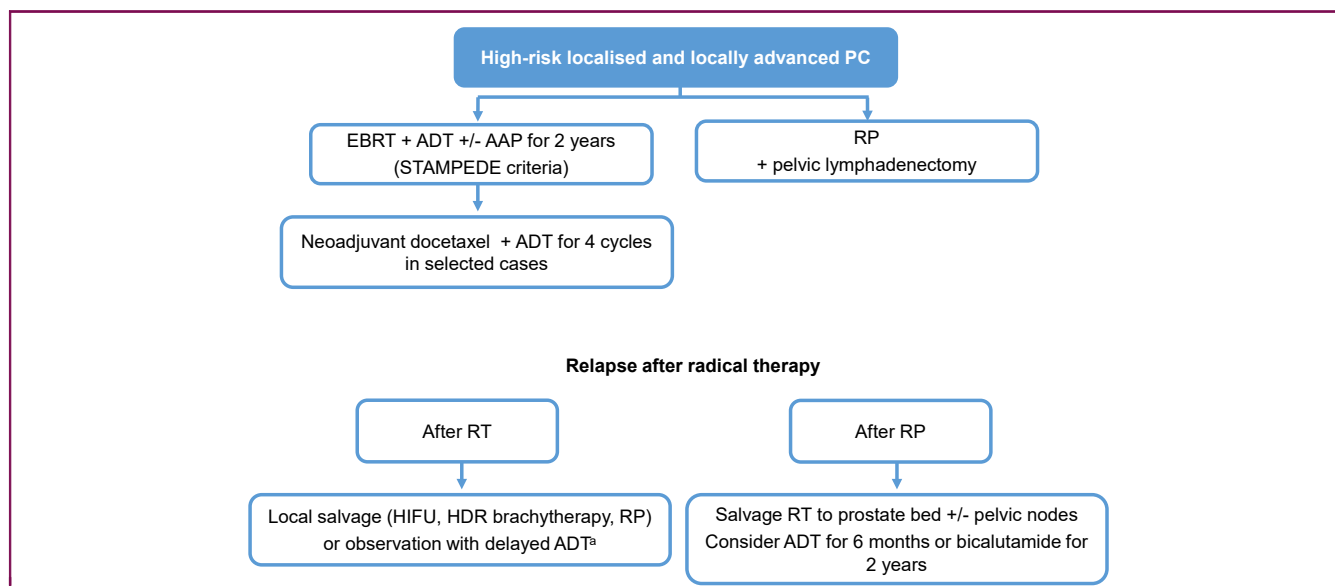 High-risk localised and locally advanced PC
EBRT + ADT +/- AAP for 2 years
(STAMPEDE criteria)
RP
+ pelvic lymphadenectomy
Neoadjuvant docetaxel + ADT for 4 cycles
in selected cases
Relapse after radical therapy
After RT
After RP
Local salvage (HIFU, HDR brachytherapy, RP)
or observation with delayed ADTᵃ
Salvage RT to prostate bed +/- pelvic nodes
Consider ADT for 6 months or bicalutamide for
2 years